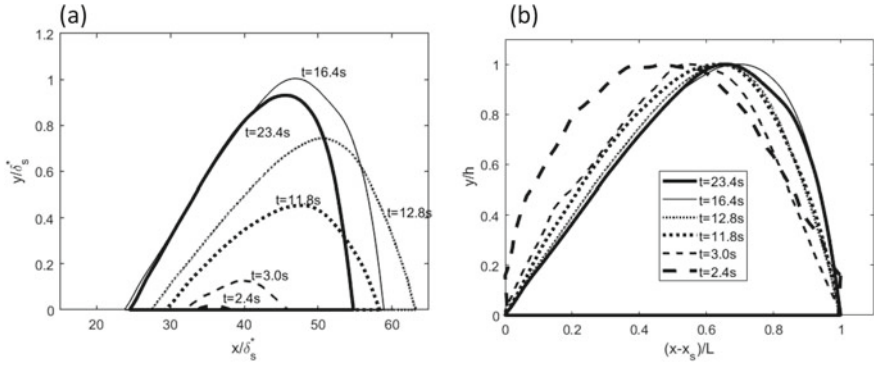 (a)
1.2
1
0.8
0.6
0.4
0.2
0
y/δ*s
t=16.4s
t=23.4s
t=12.8s
t=11.8s
t=3.0s
t=2.4s
20 30 40 50 60
x/δ*s
(b)
1
0.8
0.6
0.4
0.2
0
y/h
t=23.4s
t=16.4s
t=12.8s
t=11.8s
t=3.0s
t=2.4s
0 0.2 0.4 0.6 0.8 1
(x-xs)/L